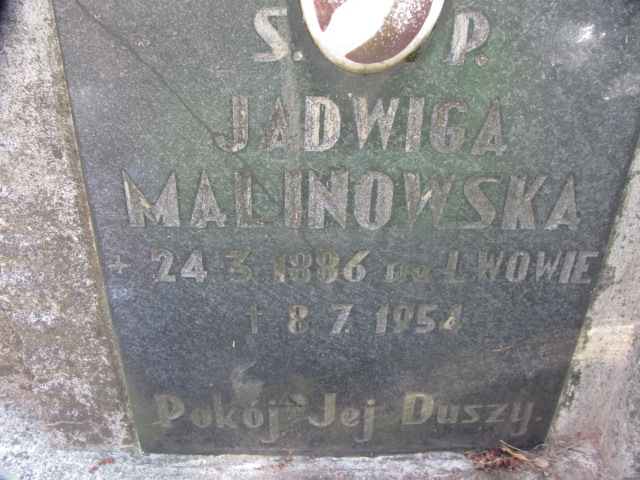 S. P.
JADWIGA
MALINOWSKA
+ 24 3 1886 we LWOWIE
† 8 7 1954
Pokój Jej Duszy.